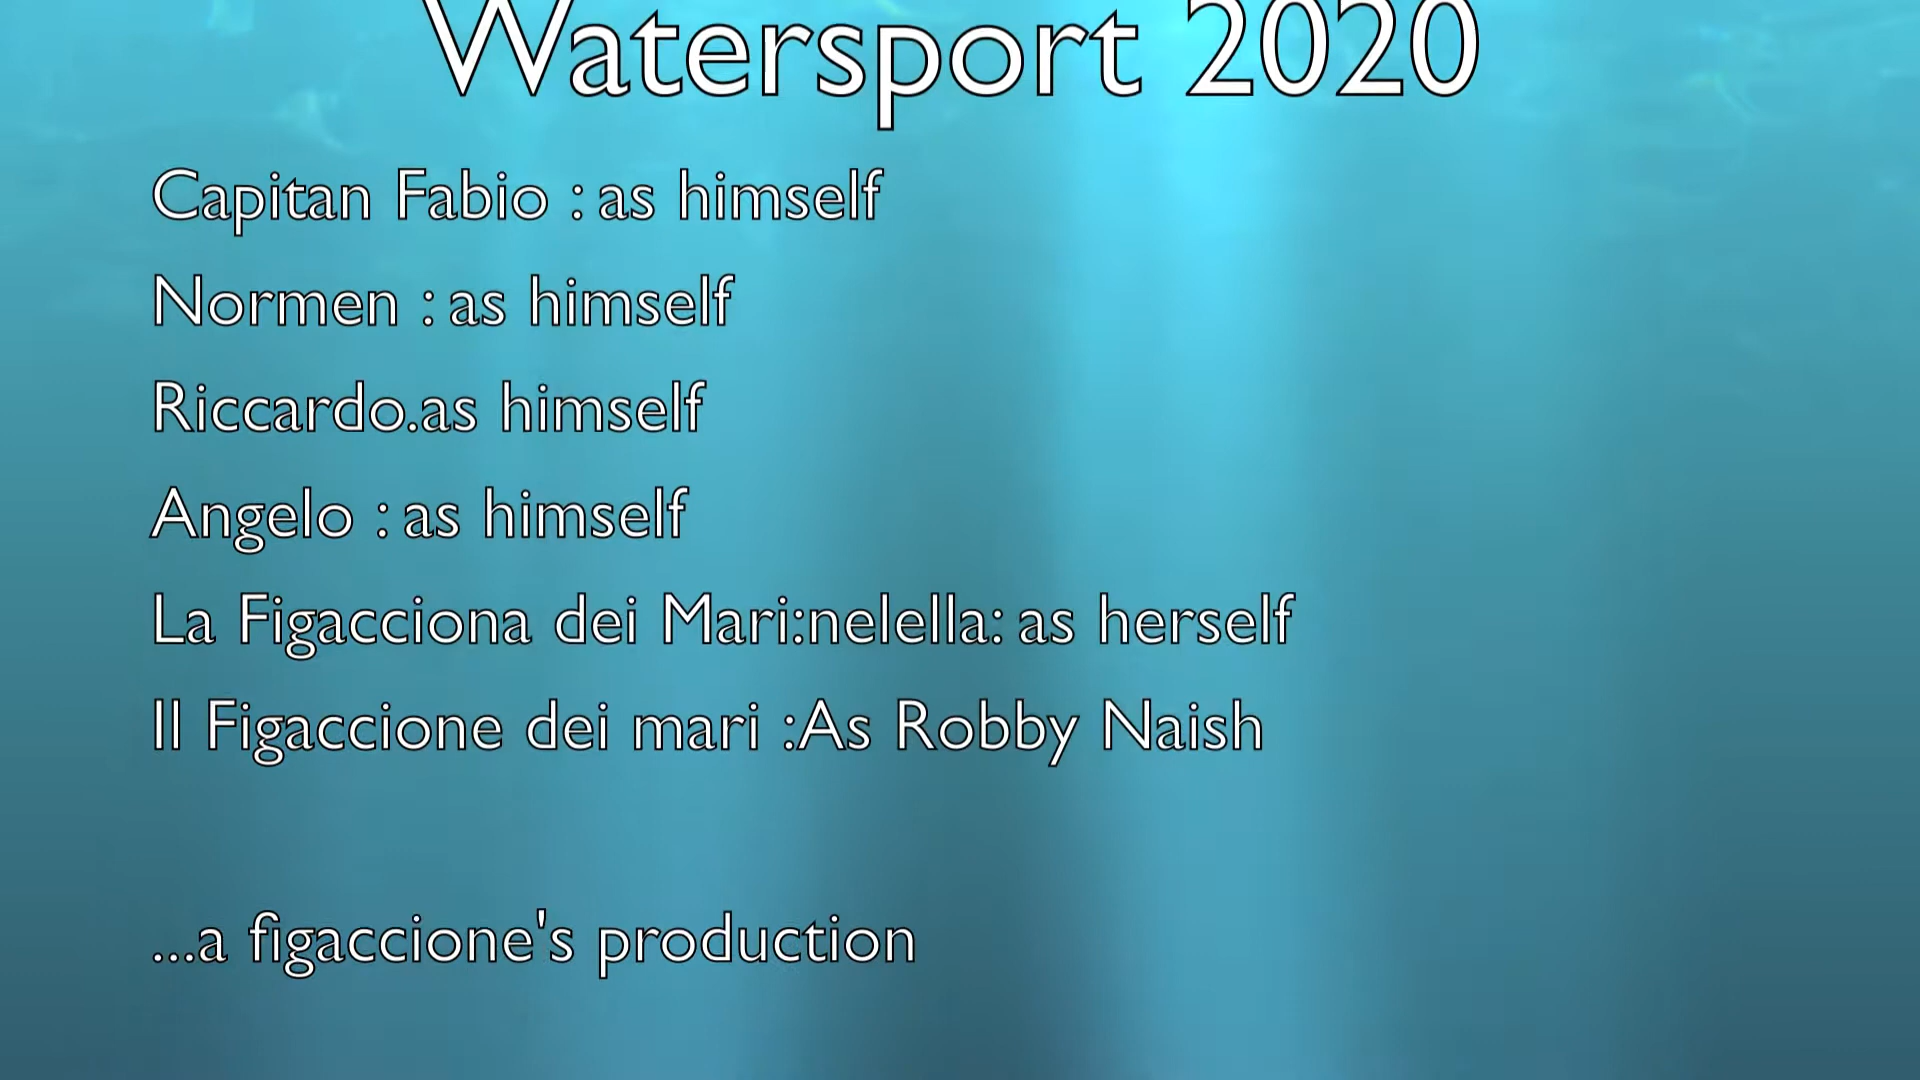 Watersport 2020
Capitan Fabio : as himself
Normen : as himself
Riccardo.as himself
Angelo : as himself
La Figacciona dei Mari:nelella: as herself
Il Figaccione dei mari :As Robby Naish
...a figaccione's production